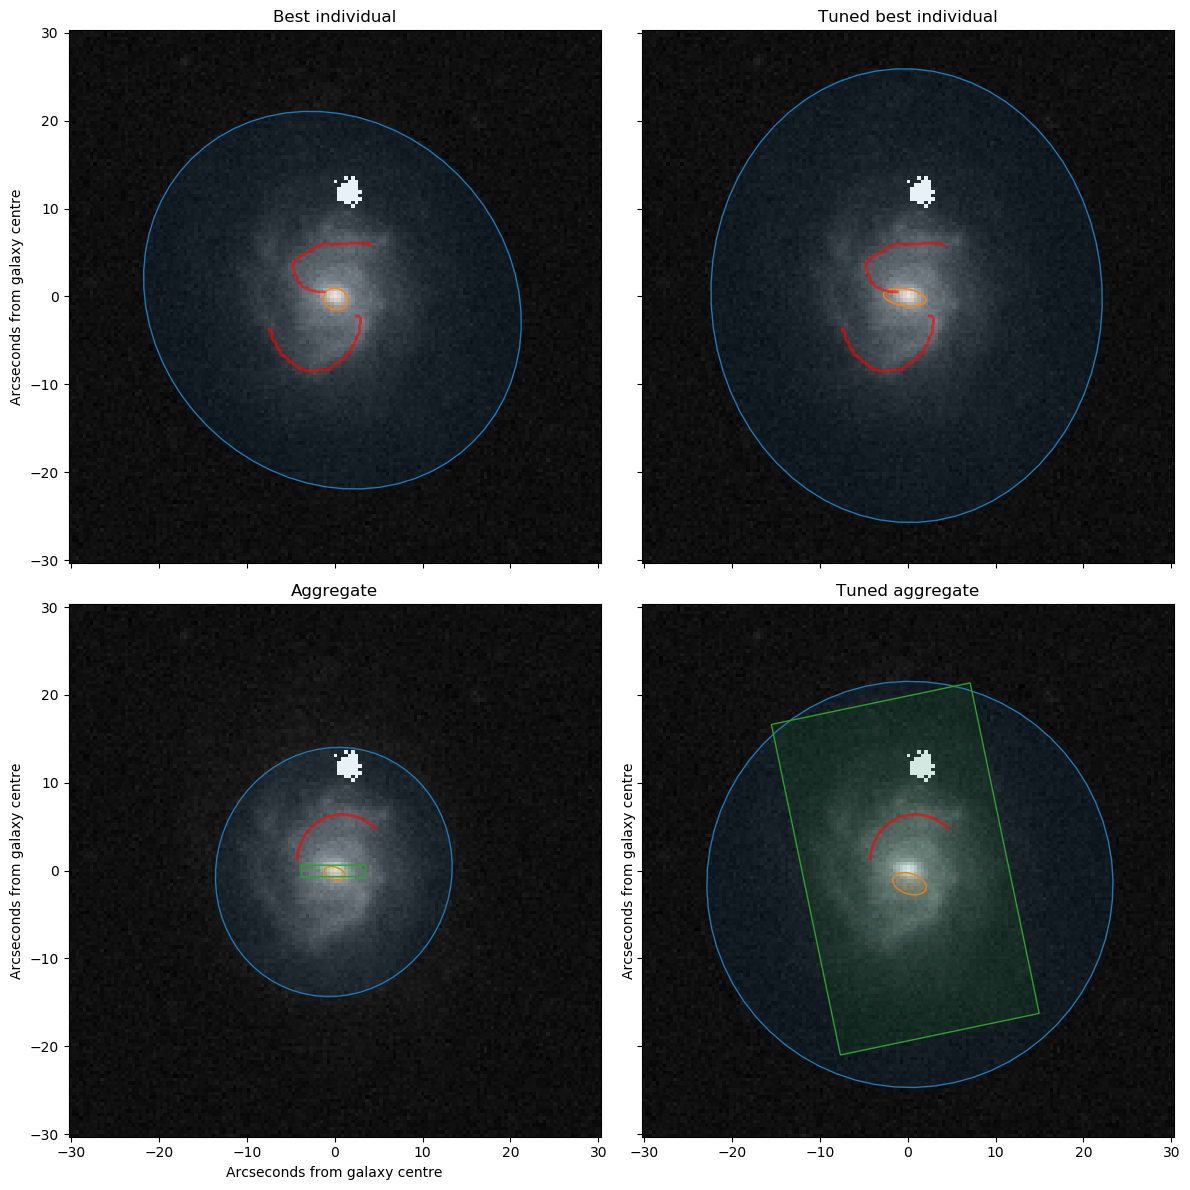 Best individual
Tuned best individual
30
20
10
0
−10
−20
−30
Arcseconds from galaxy centre
Aggregate
Tuned aggregate
30
20
10
0
−10
−20
−30
Arcseconds from galaxy centre
Arcseconds from galaxy centre
−30 −20 −10 0 10 20 30
−30 −20 −10 0 10 20 30
Arcseconds from galaxy centre